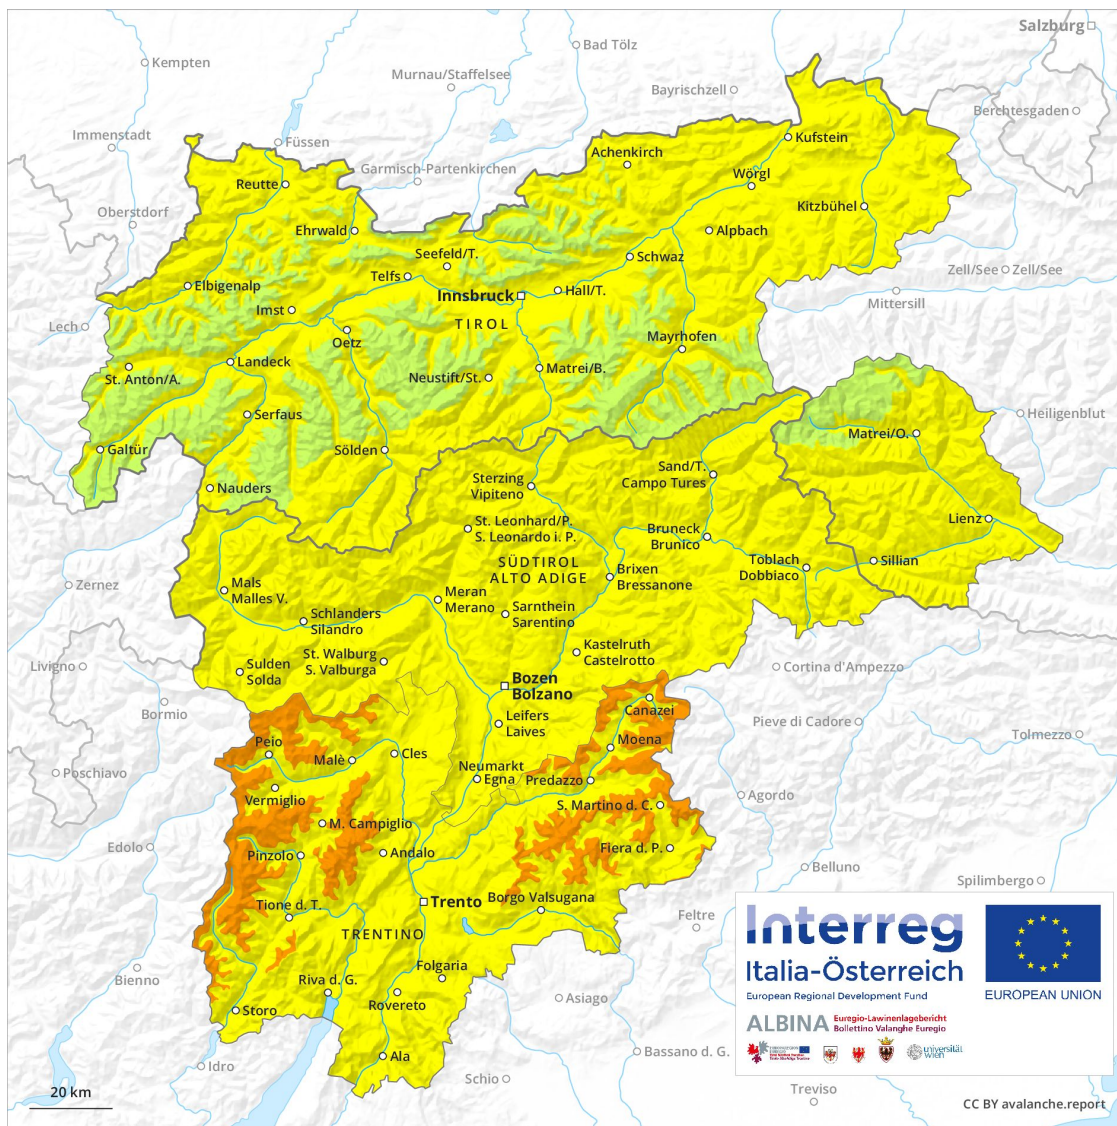 Salzburg
Bad Tölz
Kempten
Murnau/Staffelsee
Bayrischzell
Berchtesgaden
Immenstadt
Füssen
Kufstein
Achenkirch
Garmisch-Partenkirchen
Wörgl
Reutte
Oberstdorf
Kitzbühel
Ehrwald
Alpbach
Seefeld/T.
Schwaz
Telfs
Zell/See
Zell/See
Elbigenalp
Hall/T.
Innsbruck
Mittersill
Imst
TIROL
Lech
Oetz
Mayrhofen
Landeck
Matrei/B.
St. Anton/A.
Neustift/St.
Serfaus
Heiligenblut
Matrei/O.
Galtür
Sölden
Sand/T.
Campo Tures
Sterzing
Vipiteno
Nauders
St. Leonhard/P.
S. Leonardo i. P.
Lienz
Bruneck
Brunico
SÜDTIROL
ALTO ADIGE
Toblach
Dobbiaco
Sillian
Brixen
Bressanone
Zernez
Mals
Malles V.
Meran
Merano
Sarnthein
Sarentino
Schlanders
Silandro
Kastelruth
Castelrotto
St. Walburg
S. Valburga
Livigno
Sulden
Solda
Cortina d'Ampezzo
Bozen
Bolzano
Bormio
Canazei
Leifers
Laives
Pieve di Cadore
Tolmezzo
Peio
Moena
Cles
Malè
Poschiavo
Neumarkt
Egna
Predazzo
Vermiglio
Agordo
S. Martino d. C.
M. Campiglio
Edolo
Pinzolo
Andalo
Fiera d. P.
Belluno
Spilimbergo
Trento
Borgo Valsugana
Tione d. T.
Feltre
TRENTINO
Folgaria
Bienno
Riva d. G.
Asiago
Storo
Rovereto
Ala
Bassano d. G.
Idro
Schio
Treviso
20 km
Interreg
Italia-Österreich
European Regional Development Fund
EUROPEAN UNION
ALBINA
Euregio-Lawinenlagebericht
Bollettino Valanghe Euregio
universität
wien
CC BY avalanche.report